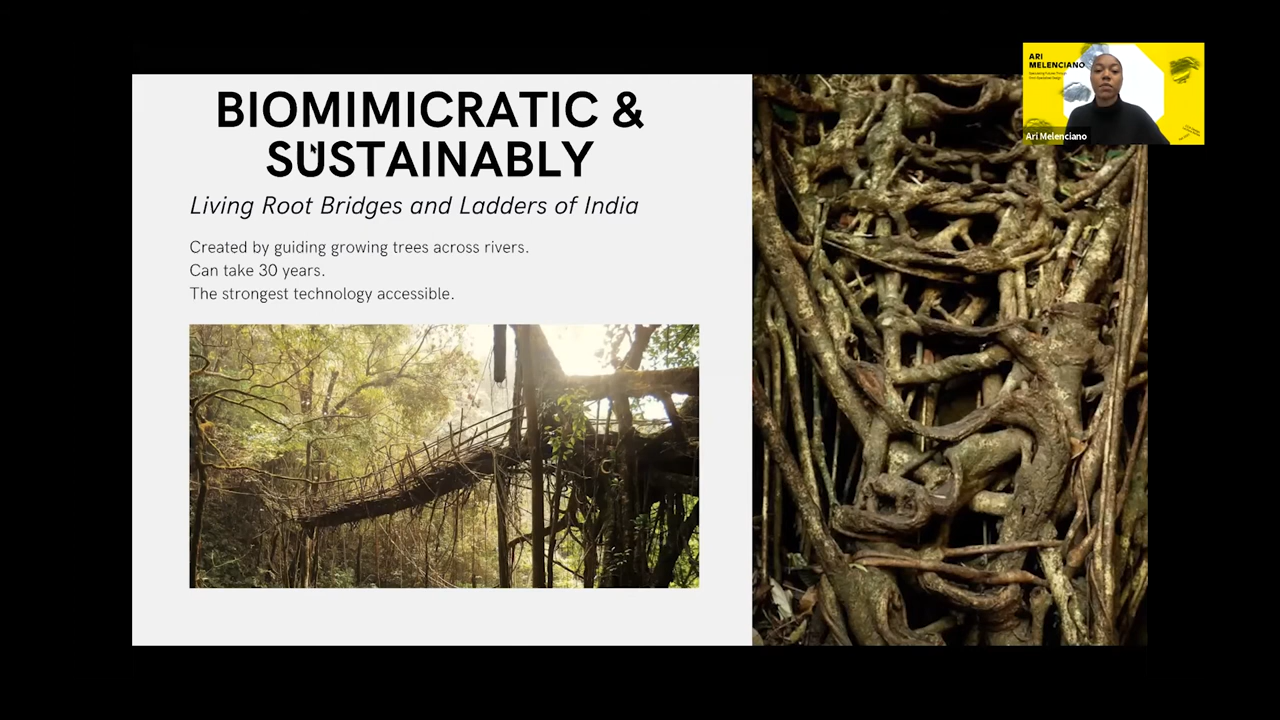 BIOMIMICRATIC &
SUSTAINABLY
Living Root Bridges and Ladders of India
Created by guiding growing trees across rivers.
Can take 30 years.
The strongest technology accessible.
ARI
MELENCIANO
Ari Melenciano